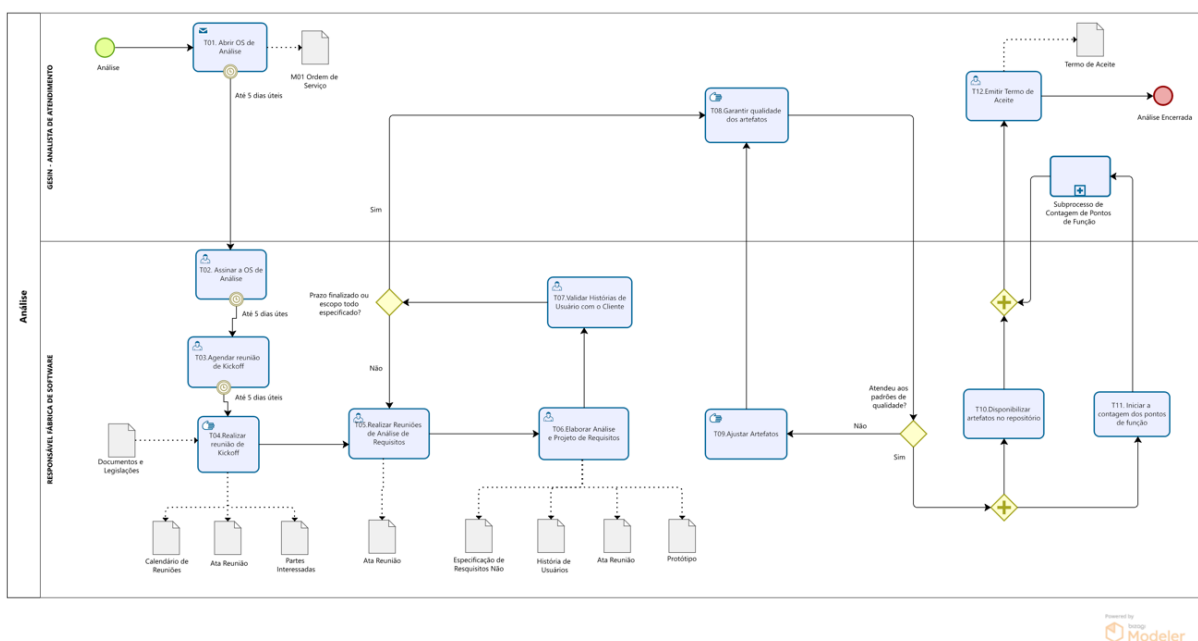 Análise
GESIN - ANALISTA DE ATENDIMENTO
Análise
T01. Abrir OS de
Análise
M01 Ordem de
Serviço
Até 5 dias úteis
Sim
T08.Garantir qualidade
dos artefatos
Termo de Aceite
T12.Emitir Termo de
Aceite
Análise Encerrada
Subprocesso de
Contagem de Pontos
de Função
RESPONSÁVEL FÁBRICA DE SOFTWARE
T02. Assinar a OS de
Análise
Até 5 dias útes
T03.Agendar reunião
de Kickoff
Até 5 dias úteis
T04.Realizar
reunião de
Kickoff
Documentos e
Legislações
Calendário de
Reuniões
Ata Reunião
Partes
Interessadas
Prazo finalizado ou
escopo todo
especificado?
Não
T05.Realizar Reuniões
de Análise de
Requisitos
Ata Reunião
T07.Validar Histórias de
Usuário com o Cliente
T06.Elaborar Análise
e Projeto de Requisitos
Especificação de
Resquisitos Não
História de
Usuários
Ata Reunião
Protótipo
T09.Ajustar Artefatos
Não
Atendeu aos
padrões de
qualidade?
Sim
T10.Disponibilizar
artefatos no repositório
T11. Iniciar a
contagem dos pontos
de função
Powered by
bizagi
Modeler